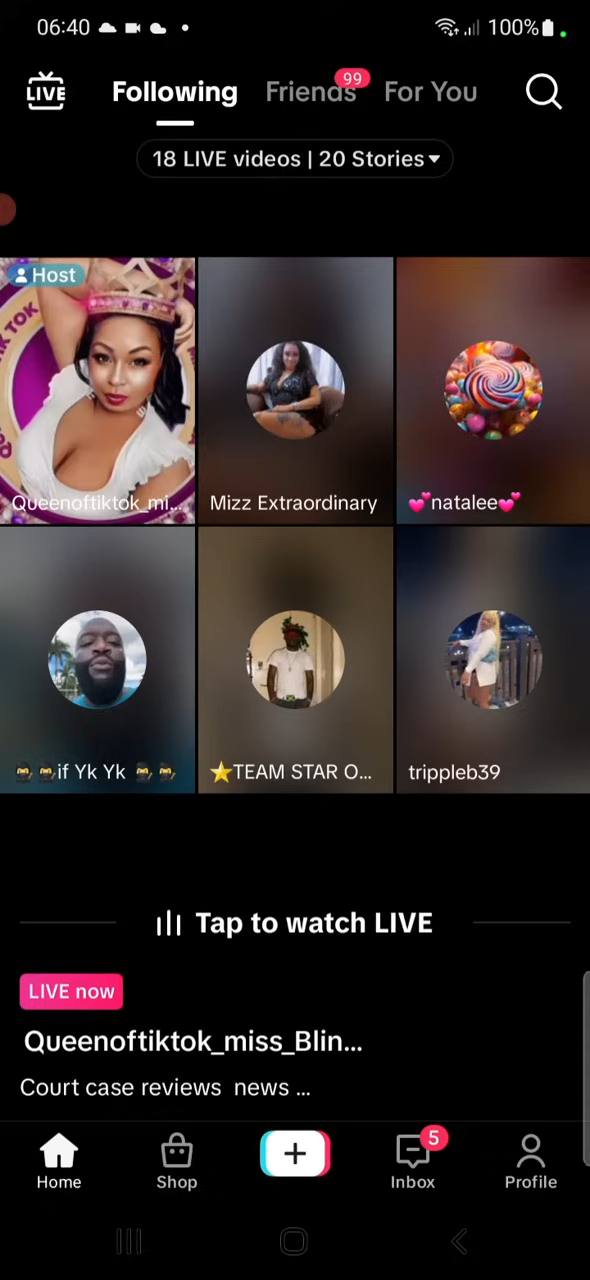 06:40
100%
LIVE
Following
Friends
99
For You
18 LIVE videos | 20 Stories
Host
TIK TOK
Queenoftiktok_mi...
Mizz Extraordinary
💕natalee💕
🥷🥷if Yk Yk 🥷🥷
⭐TEAM STAR O...
trippleb39
Tap to watch LIVE
LIVE now
Queenoftiktok_miss_Blin...
Court case reviews news ...
5
Home
Shop
Inbox
Profile